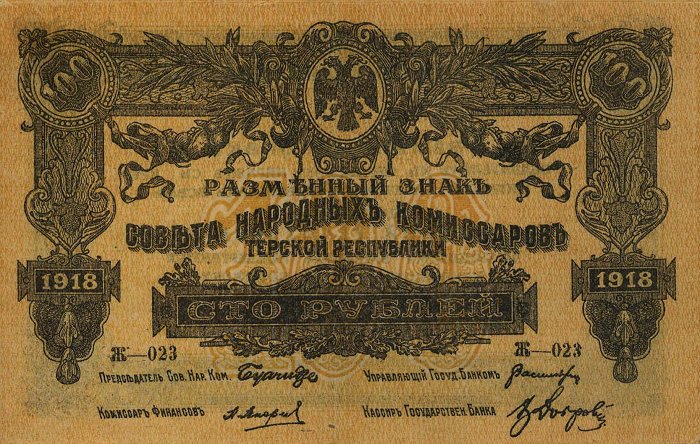 100 100
РАЗМѢННЫЙ ЗНАКЪ
СОВѢТА НАРОДНЫХЪ КОМИССАРОВЪ
ТЕРСКОЙ РЕСПУБЛИКИ
1918 1918
СТО РУБЛЕЙ
Ж—023 Ж—023
ПРЕДСѢДАТЕЛЬ СОВ. НАР. КОМ. УПРАВЛЯЮЩІЙ ГОСУД. БАНКОМЪ
КОМИССАРЪ ФИНАНСОВЪ КАССИРЪ ГОСУДАРСТВЕН. БАНКА